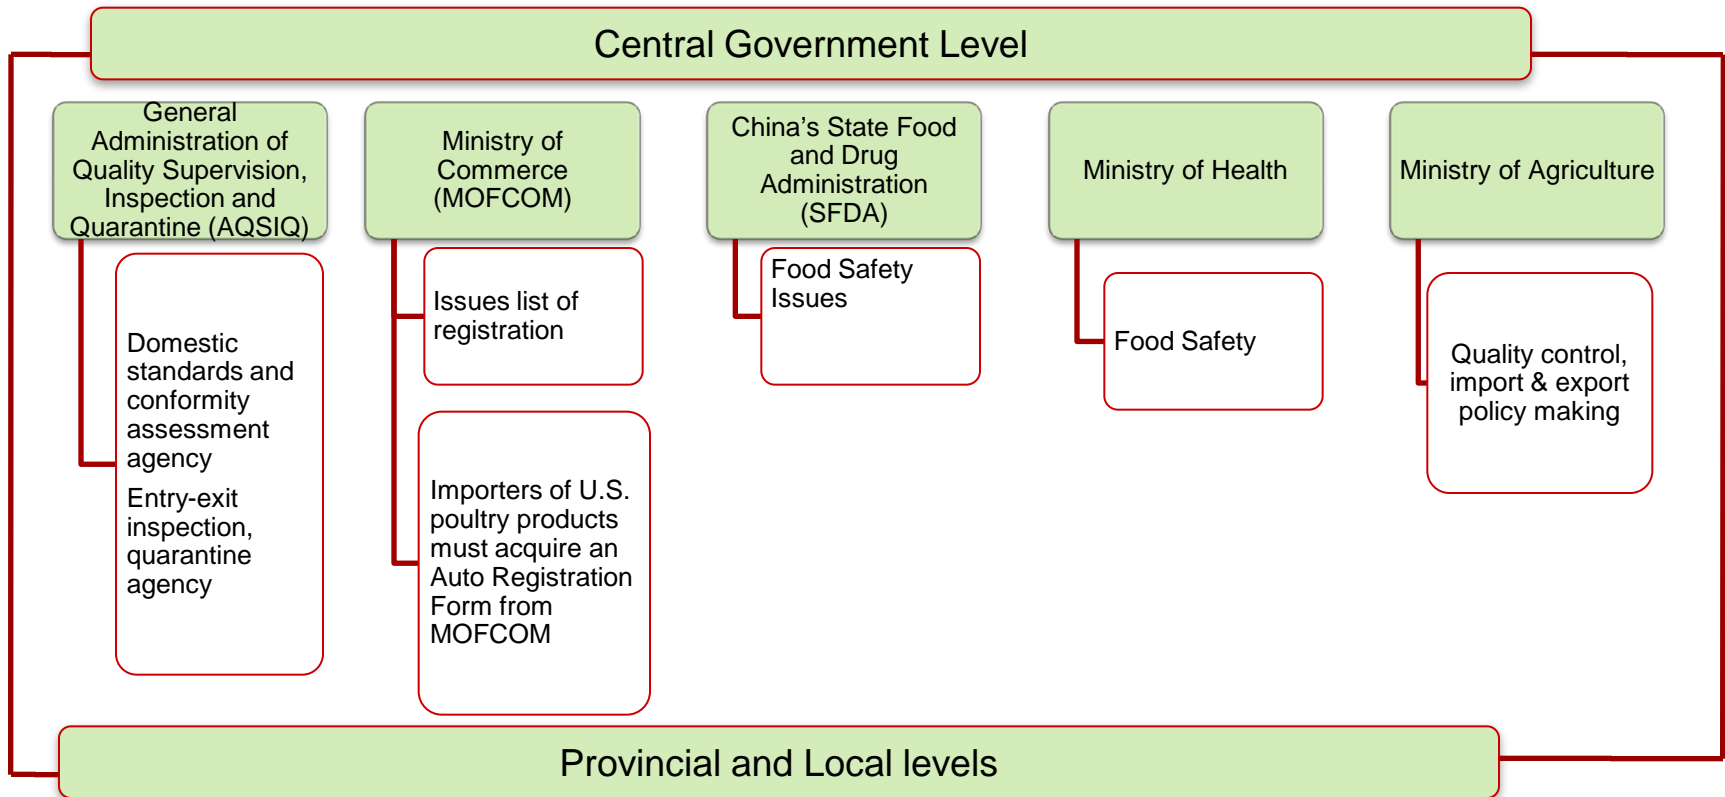 Central Government Level
General
Administration of
Quality Supervision,
Inspection and
Quarantine (AQSIQ)
Domestic
standards and
conformity
assessment
agency
Entry-exit
inspection,
quarantine
agency
Ministry of
Commerce
(MOFCOM)
Issues list of
registration
Importers of U.S.
poultry products
must acquire an
Auto Registration
Form from
MOFCOM
China’s State Food
and Drug
Administration
(SFDA)
Food Safety
Issues
Ministry of Health
Food Safety
Ministry of Agriculture
Quality control,
import & export
policy making
Provincial and Local levels